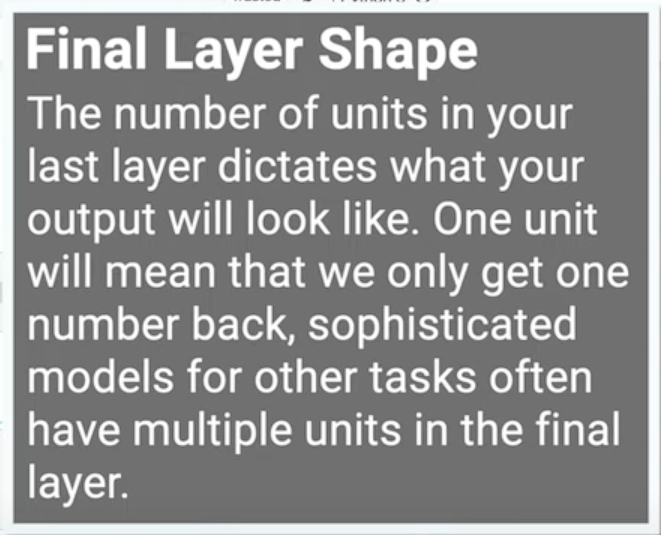 Final Layer Shape
The number of units in your
last layer dictates what your
output will look like. One unit
will mean that we only get one
number back, sophisticated
models for other tasks often
have multiple units in the final
layer.